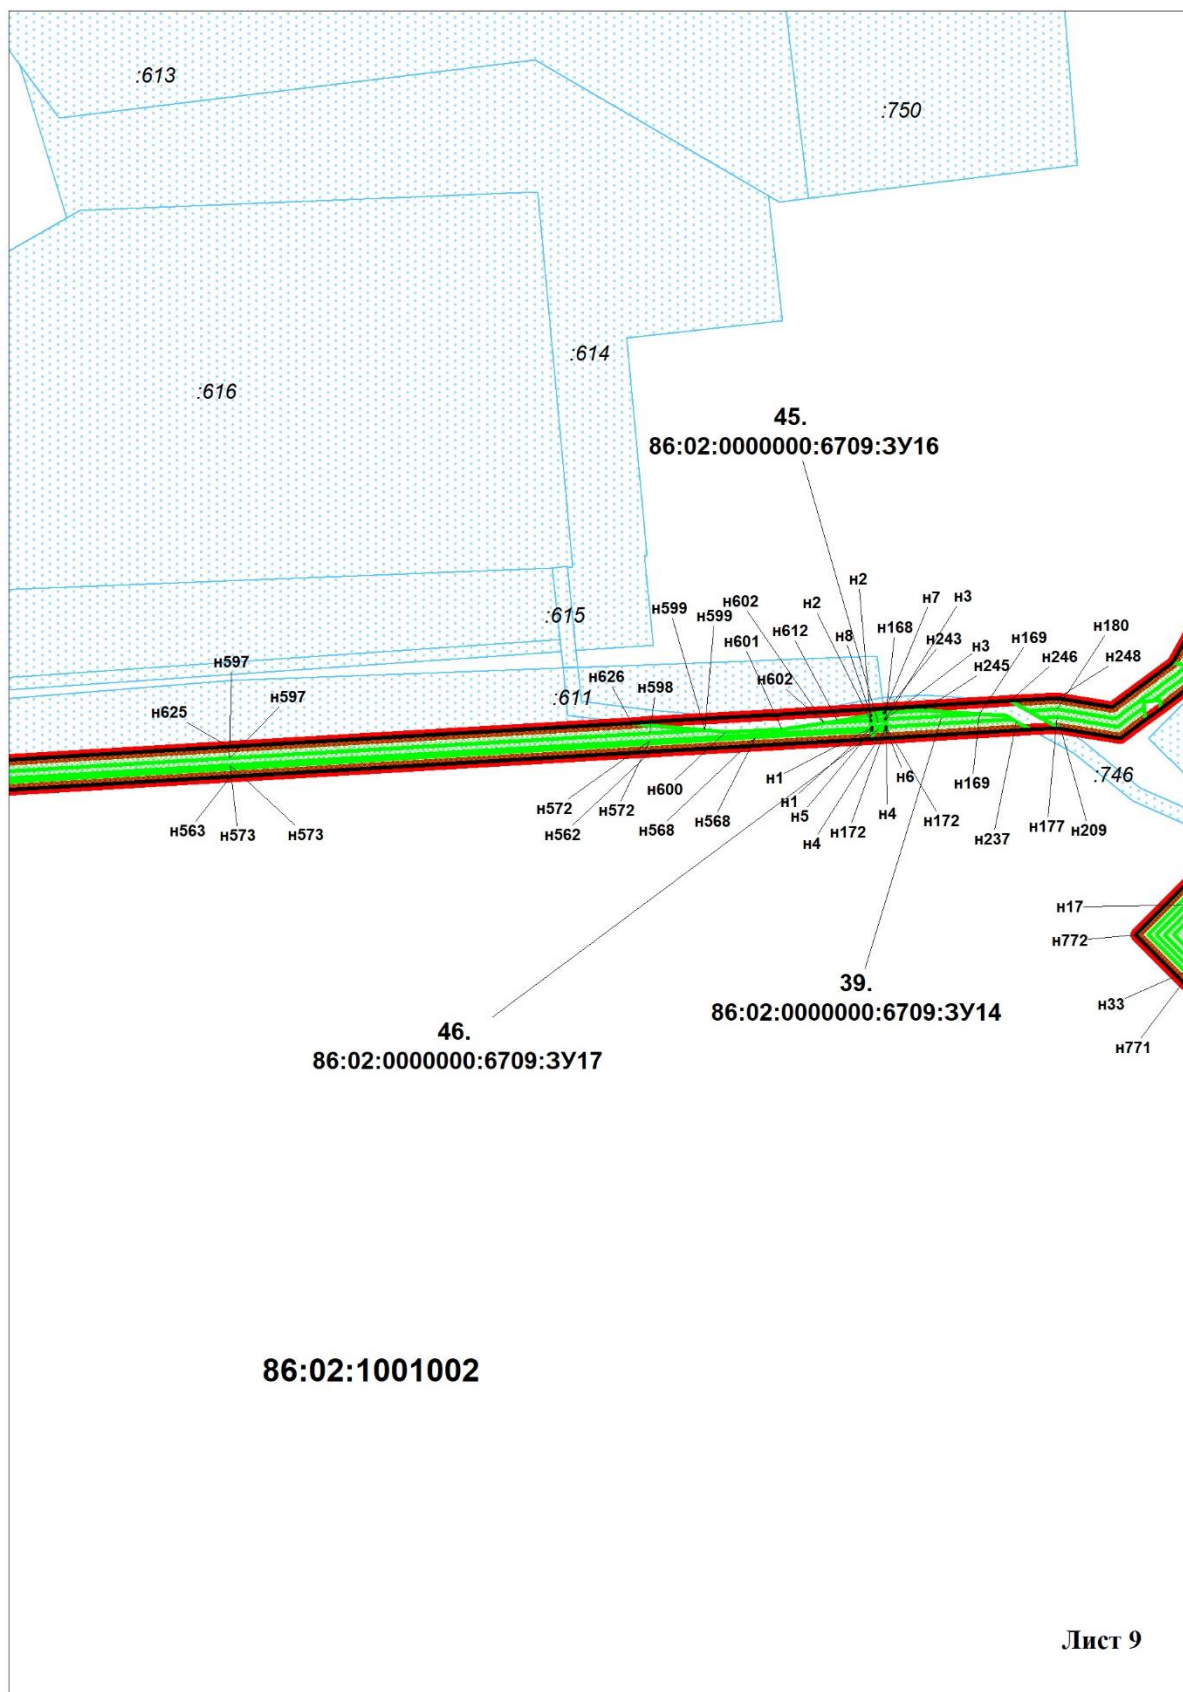 :613
:750
:614
:616
45.
86:02:0000000:6709:ЗУ16
н2
н602
н2
н7
н3
н599
н599
н612
н8
н168
н243
н169
н180
:615
н601
н3
н246
н248
н597
н626
н598
н602
н245
н597
:611
н625
н1
н6
:746
н572
н572
н600
н1
н169
н563
н573
н573
н562
н568
н568
н5
н4
н172
н4
н172
н237
н177
н209
н17
н772
39.
86:02:0000000:6709:ЗУ14
н33
46.
86:02:0000000:6709:ЗУ17
н771
86:02:1001002
Лист 9